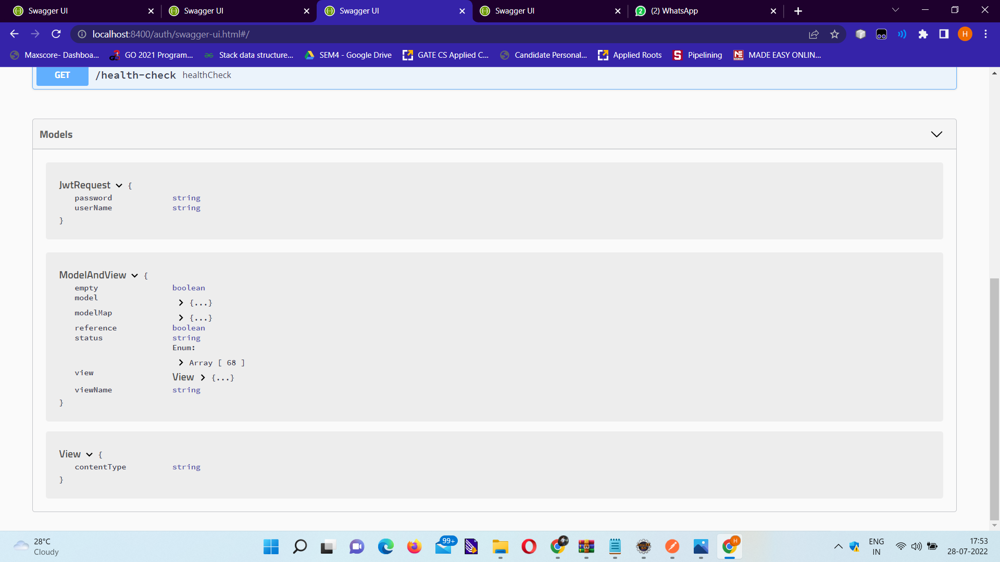 Swagger UI
Swagger UI
Swagger UI
Swagger UI
(2) WhatsApp
localhost:8400/auth/swagger-ui.html#/
H
Maxscore- Dashboa...
GO 2021 Program...
Stack data structure...
SEM4 - Google Drive
GATE CS Applied C...
Candidate Personal...
Applied Roots
Pipelining
MADE EASY ONLIN...
GET /health-check healthCheck
Models
JwtRequest {
password string
userName string
}
ModelAndView {
empty boolean
model {...}
modelMap {...}
reference boolean
status string
Enum:
Array [ 68 ]
view View {...}
viewName string
}
View {
contentType string
}
28°C
Cloudy
99+
H
ENG
IN
17:53
28-07-2022